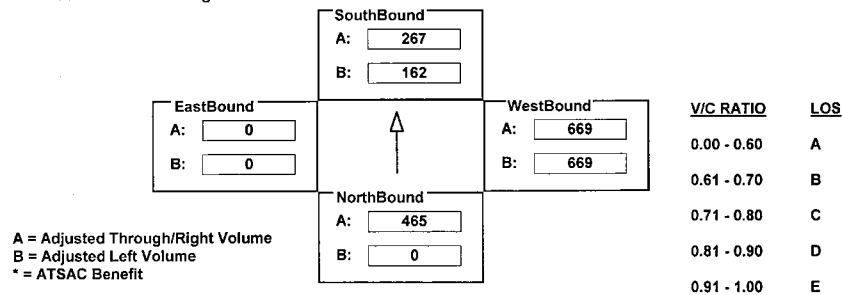 SouthBound
A: 267
B: 162
EastBound
A: 0
B: 0
WestBound
A: 669
B: 669
NorthBound
A: 465
B: 0
A = Adjusted Through/Right Volume
B = Adjusted Left Volume
* = ATSAC Benefit
V/C RATIO LOS
0.00 - 0.60 A
0.61 - 0.70 B
0.71 - 0.80 C
0.81 - 0.90 D
0.91 - 1.00 E